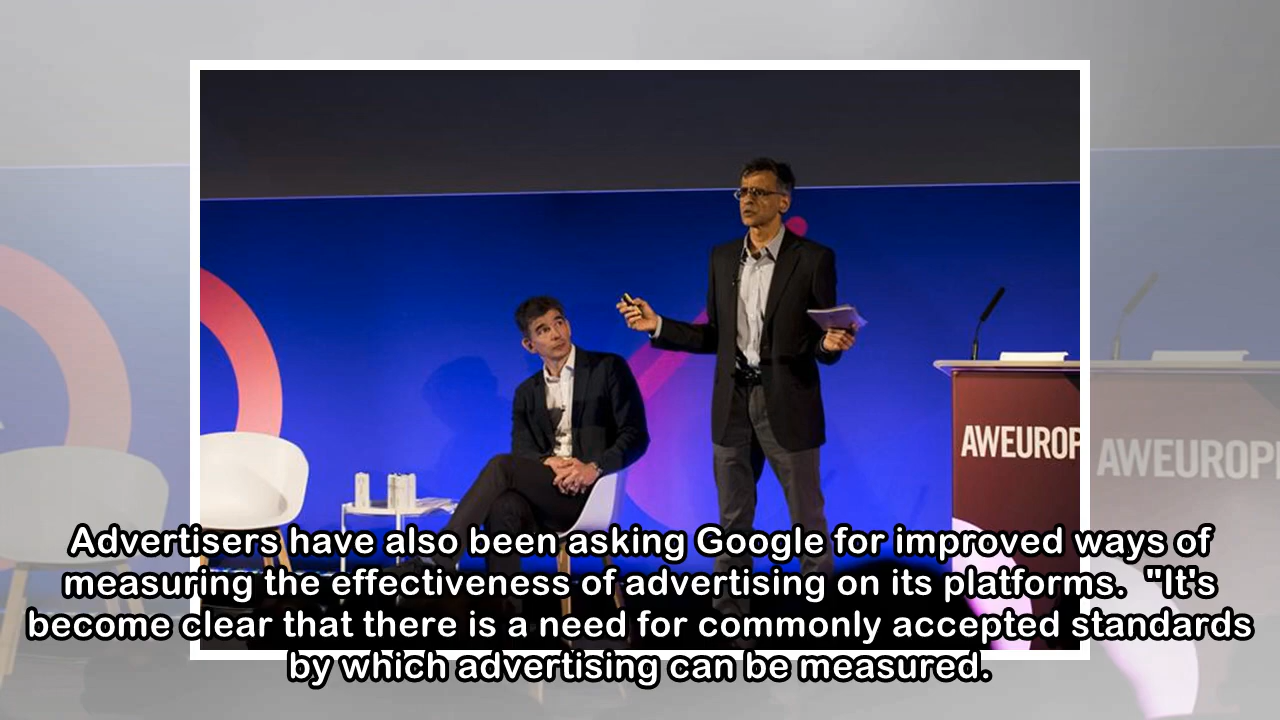 AWEUROP
AWEUROP
Advertisers have also been asking Google for improved ways of
measuring the effectiveness of advertising on its platforms.  "It's
become clear that there is a need for commonly accepted standards
by which advertising can be measured.